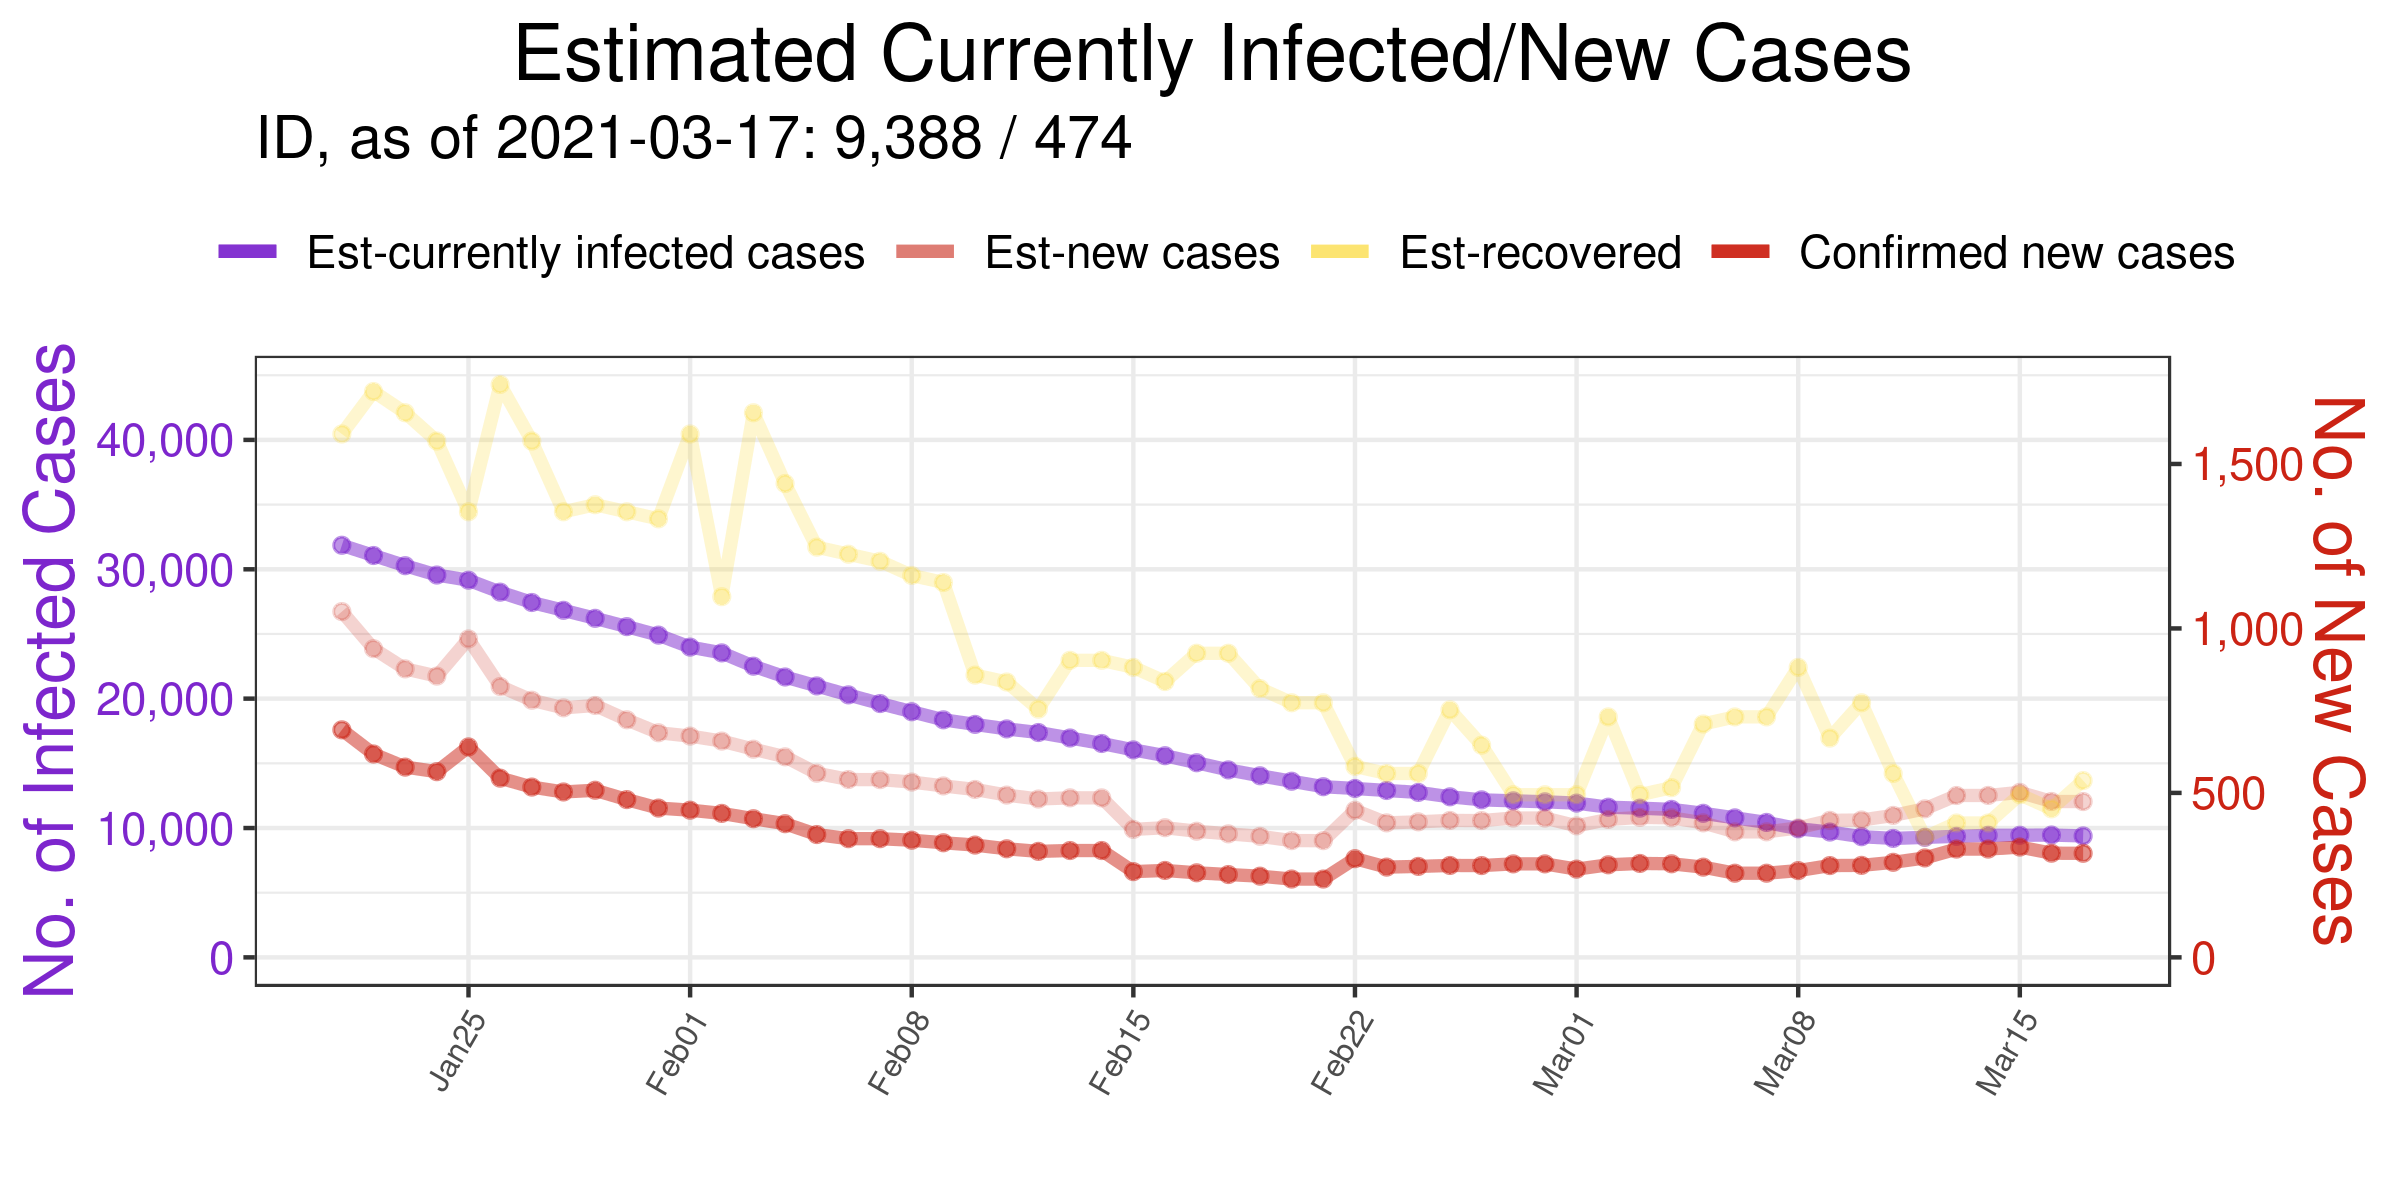 Estimated Currently Infected/New Cases
ID, as of 2021-03-17: 9,388 / 474
Est-currently infected cases Est-new cases Est-recovered Confirmed new cases
No. of Infected Cases
40,000
30,000
20,000
10,000
0
1,500
1,000
500
0
No. of New Cases
Jan25 Feb01 Feb08 Feb15 Feb22 Mar01 Mar08 Mar15